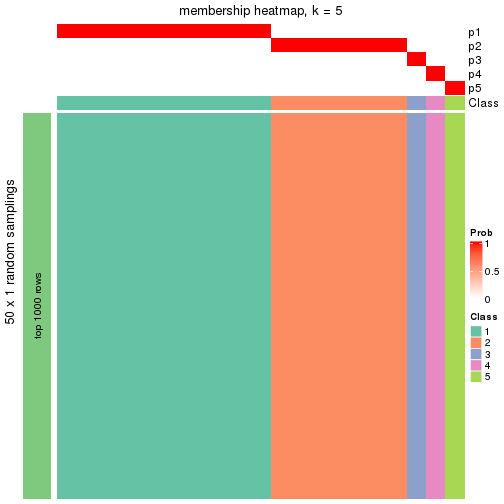 membership heatmap, k = 5
p1
p2
p3
p4
p5
Class
50 x 1 random samplings
top 1000 rows
Prob
1
0.5
0
Class
1
2
3
4
5